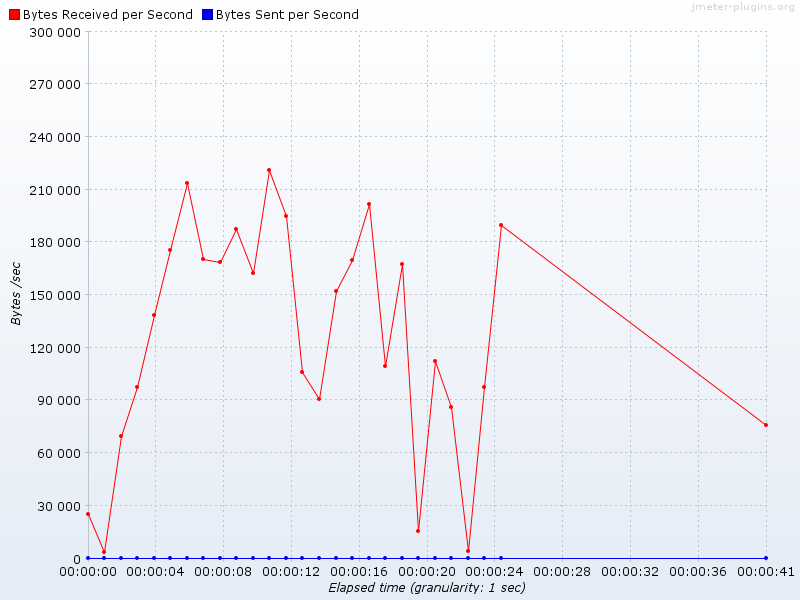 Bytes Received per Second Bytes Sent per Second
jmeter-plugins.org
300 000
270 000
240 000
210 000
180 000
150 000
120 000
90 000
60 000
30 000
0
Bytes /sec
00:00:00 00:00:04 00:00:08 00:00:12 00:00:16 00:00:20 00:00:24 00:00:28 00:00:32 00:00:36 00:00:41
Elapsed time (granularity: 1 sec)